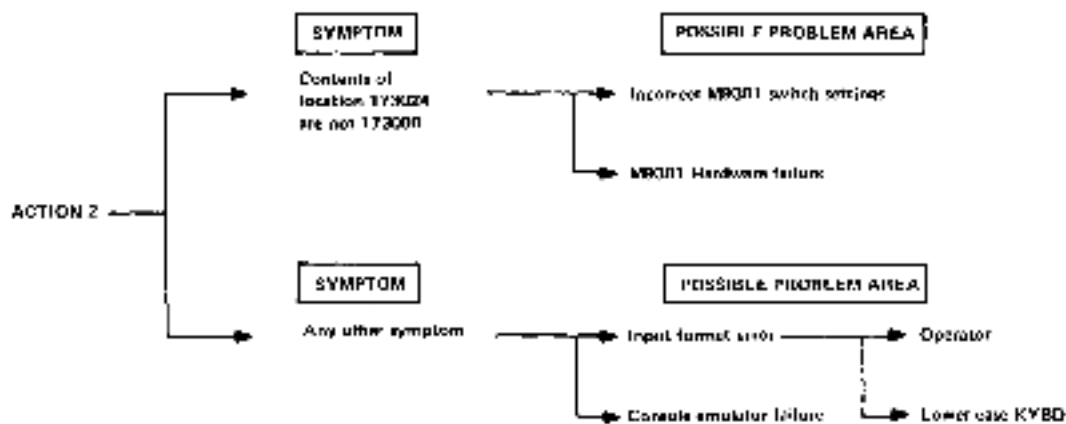 SYMPTOM
POSSIBLE PROBLEM AREA
Contents of
location 173024
are not 173000
Incorrect M9301 switch settings
M9301 Hardware failure
ACTION 2
SYMPTOM
POSSIBLE PROBLEM AREA
Any other symptom
Input format error
Operator
Console emulator failure
Lower case KYBD